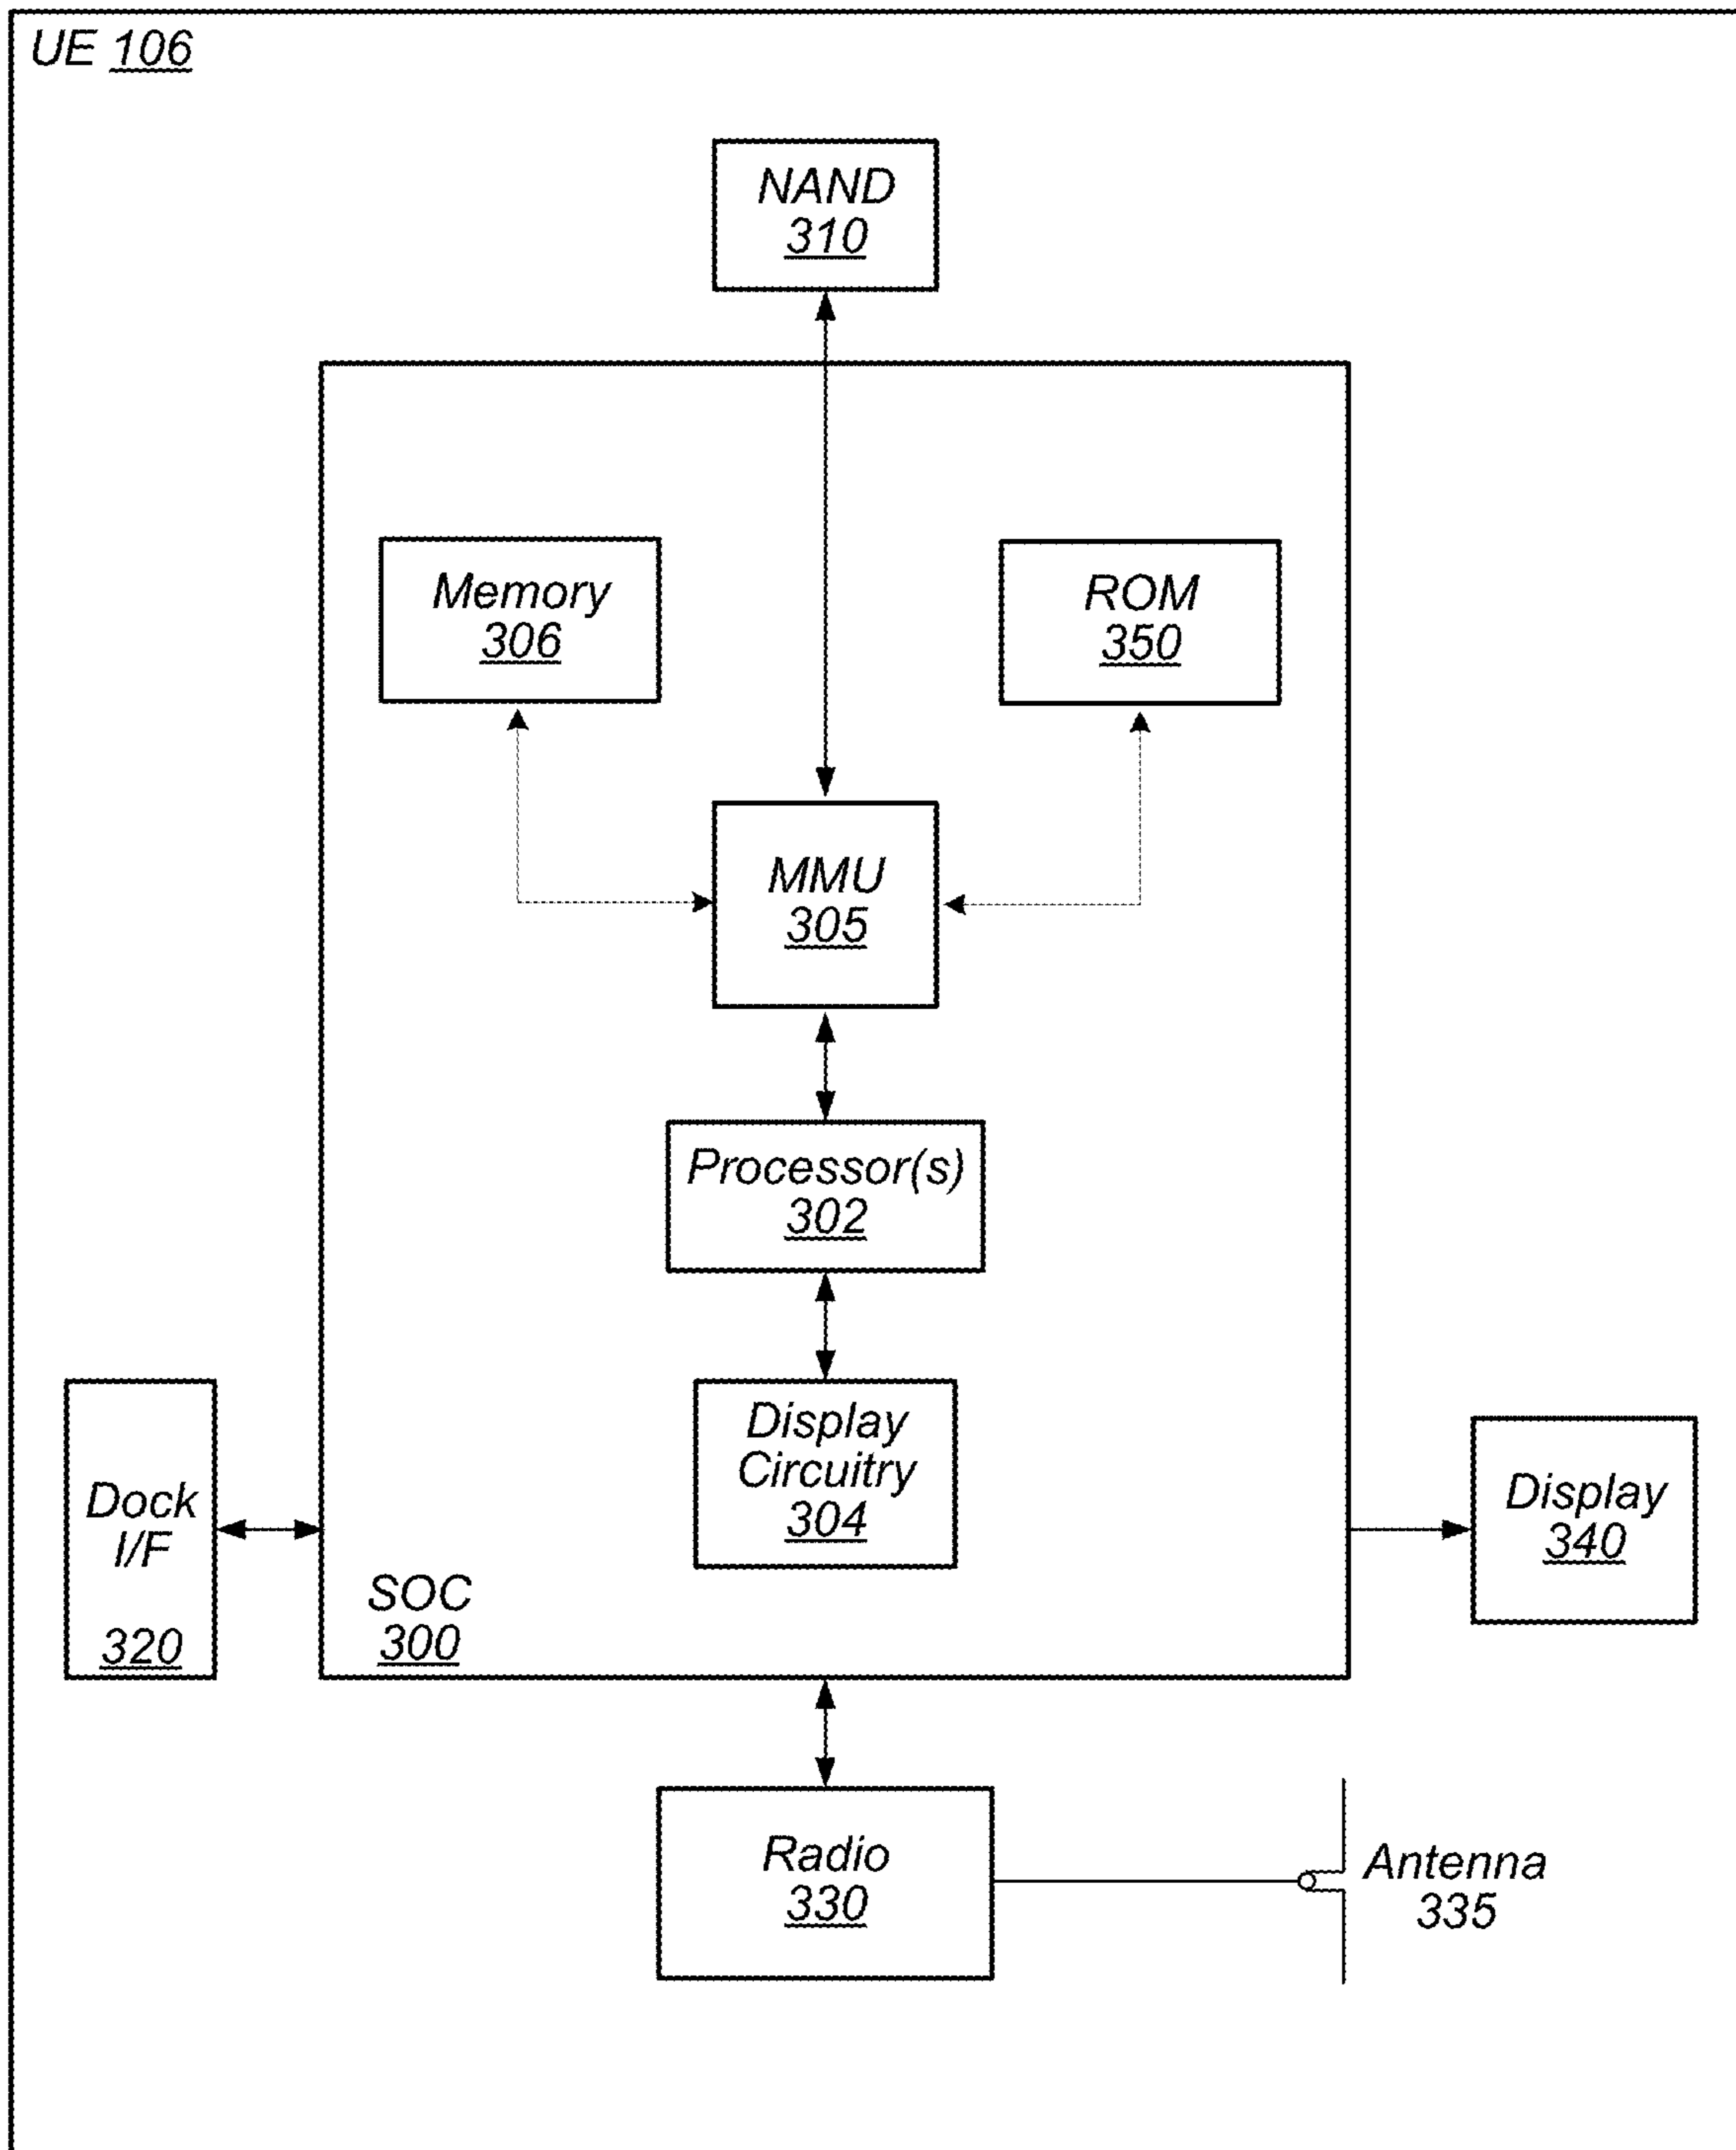 UE 106
NAND
310
Memory
306
ROM
350
MMU
305
Processor(s)
302
Display
Circuitry
304
Dock
I/F
320
SOC
300
Display
340
Radio
330
Antenna
335